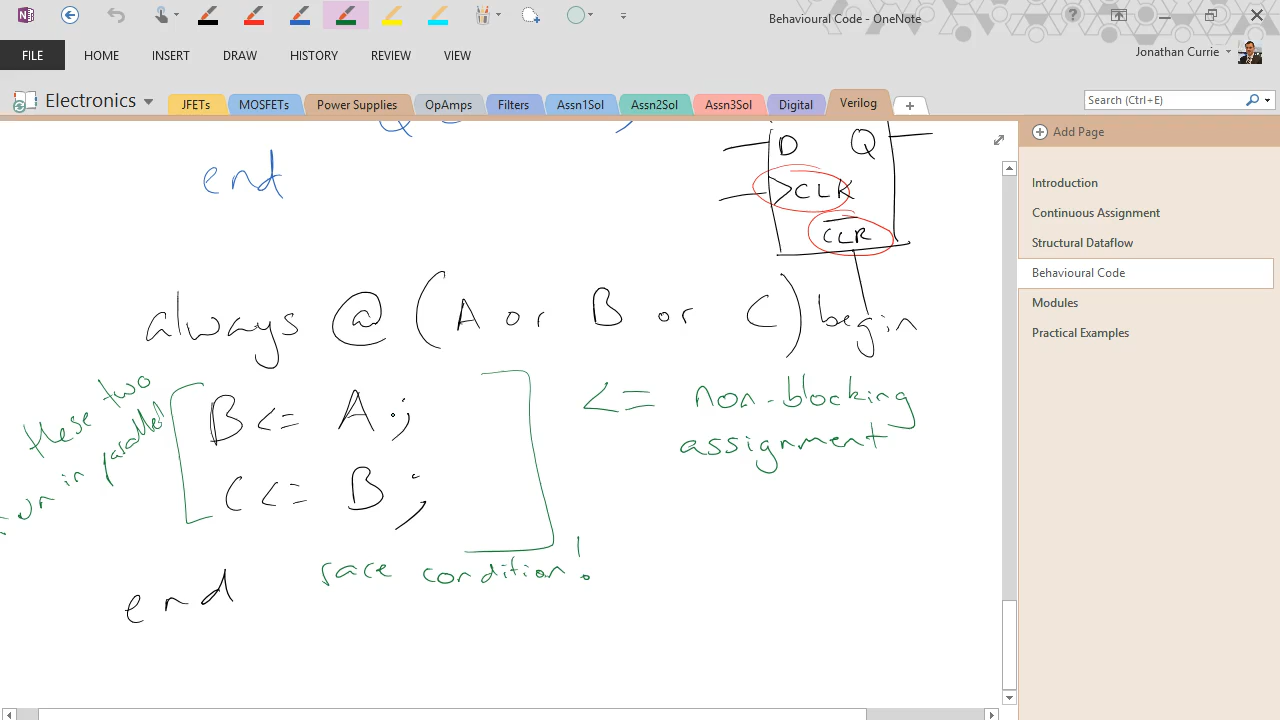 Behavioural Code - OneNote
FILE HOME INSERT DRAW HISTORY REVIEW VIEW
Jonathan Currie
Electronics
JFETs MOSFETs Power Supplies OpAmps Filters Assn1Sol Assn2Sol Assn3Sol Digital Verilog
Search (Ctrl+E)
Add Page
Introduction
Continuous Assignment
Structural Dataflow
Behavioural Code
Modules
Practical Examples
end
D Q
CLK
CLR
always @ (A or B or C) begin
B <= A;
C <= B;
end
these two
run in parallel
<= non-blocking
assignment
race condition!